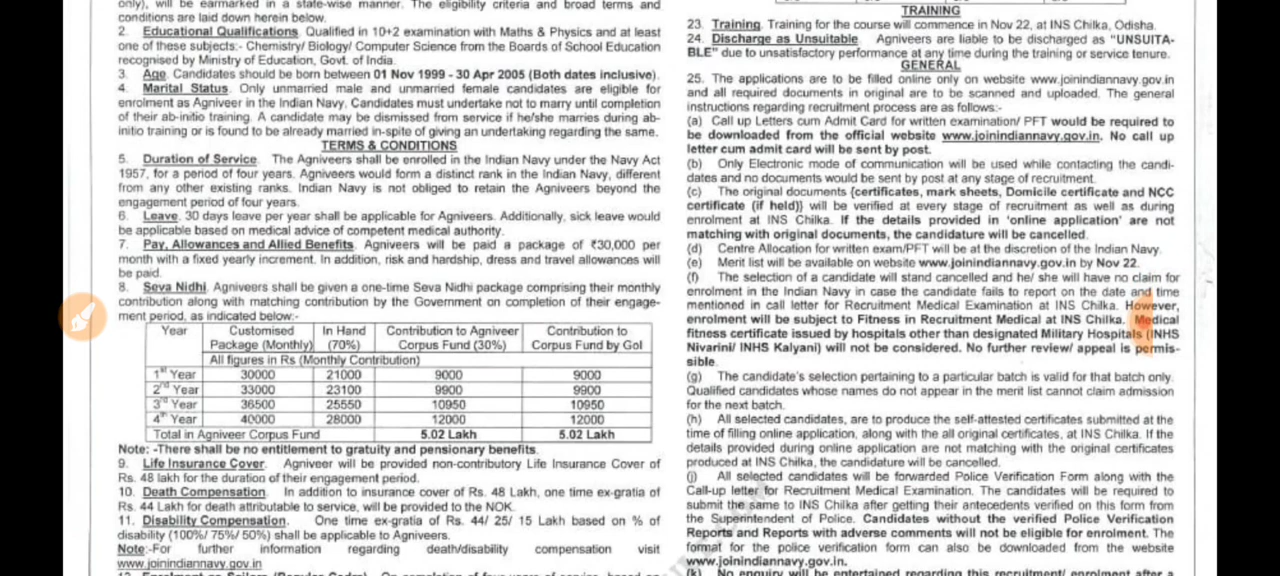 only), will be earmarked in a state-wise manner. The eligibility criteria and broad terms and
conditions are laid down herein below.
2. Educational Qualifications. Qualified in 10+2 examination with Maths & Physics and at least
one of these subjects:- Chemistry/ Biology/ Computer Science from the Boards of School Education
recognised by Ministry of Education, Govt. of India.
3. Age. Candidates should be born between 01 Nov 1999 - 30 Apr 2005 (Both dates inclusive).
4. Marital Status. Only unmarried male and unmarried female candidates are eligible for
enrolment as Agniveer in the Indian Navy. Candidates must undertake not to marry until completion
of their ab-initio training. A candidate may be dismissed from service if he/she marries during ab-
initio training or is found to be already married in-spite of giving an undertaking regarding the same.
TERMS & CONDITIONS
5. Duration of Service. The Agniveers shall be enrolled in the Indian Navy under the Navy Act
1957, for a period of four years. Agniveers would form a distinct rank in the Indian Navy, different
from any other existing ranks. Indian Navy is not obliged to retain the Agniveers beyond the
engagement period of four years.
6. Leave. 30 days leave per year shall be applicable for Agniveers. Additionally, sick leave would
be applicable based on medical advice of competent medical authority.
7. Pay, Allowances and Allied Benefits. Agniveers will be paid a package of ₹30,000 per
month with a fixed yearly increment. In addition, risk and hardship, dress and travel allowances will
be paid.
8. Seva Nidhi. Agniveers shall be given a one-time Seva Nidhi package comprising their monthly
contribution along with matching contribution by the Government on completion of their engage-
ment period, as indicated below:-
Year Customised In Hand Contribution to Agniveer Contribution to
Package (Monthly) (70%) Corpus Fund (30%) Corpus Fund by GoI
All figures in Rs (Monthly Contribution)
1st Year 30000 21000 9000 9000
2nd Year 33000 23100 9900 9900
3rd Year 36500 25550 10950 10950
4th Year 40000 28000 12000 12000
Total in Agniveer Corpus Fund 5.02 Lakh 5.02 Lakh
Note: -There shall be no entitlement to gratuity and pensionary benefits.
9. Life Insurance Cover. Agniveer will be provided non-contributory Life Insurance Cover of
Rs. 48 lakh for the duration of their engagement period.
10. Death Compensation. In addition to insurance cover of Rs. 48 Lakh, one time ex-gratia of
Rs. 44 Lakh for death attributable to service, will be provided to the NOK.
11. Disability Compensation. One time ex-gratia of Rs. 44/ 25/ 15 Lakh based on % of
disability (100%/ 75%/ 50%) shall be applicable to Agniveers.
Note:-For further information regarding death/disability compensation visit
www.joinindiannavy.gov.in
TRAINING
23. Training. Training for the course will commence in Nov 22, at INS Chilka, Odisha.
24. Discharge as Unsuitable. Agniveers are liable to be discharged as "UNSUITA-
BLE" due to unsatisfactory performance at any time during the training or service tenure.
GENERAL
25. The applications are to be filled online only on website www.joinindiannavy.gov.in
and all required documents in original are to be scanned and uploaded. The general
instructions regarding recruitment process are as follows:-
(a) Call up Letters cum Admit Card for written examination/ PFT would be required to
be downloaded from the official website www.joinindiannavy.gov.in. No call up
letter cum admit card will be sent by post.
(b) Only Electronic mode of communication will be used while contacting the candi-
dates and no documents would be sent by post at any stage of recruitment.
(c) The original documents {certificates, mark sheets, Domicile certificate and NCC
certificate (if held)} will be verified at every stage of recruitment as well as during
enrolment at INS Chilka. If the details provided in 'online application' are not
matching with original documents, the candidature will be cancelled.
(d) Centre Allocation for written exam/PFT will be at the discretion of the Indian Navy.
(e) Merit list will be available on website www.joinindiannavy.gov.in by Nov 22.
(f) The selection of a candidate will stand cancelled and he/ she will have no claim for
enrolment in the Indian Navy in case the candidate fails to report on the date and time
mentioned in call letter for Recruitment Medical Examination at INS Chilka. However,
enrolment will be subject to Fitness in Recruitment Medical at INS Chilka. Medical
fitness certificate issued by hospitals other than designated Military Hospitals (INHS
Nivarini/ INHS Kalyani) will not be considered. No further review/ appeal is permis-
sible.
(g) The candidate's selection pertaining to a particular batch is valid for that batch only.
Qualified candidates whose names do not appear in the merit list cannot claim admission
for the next batch.
(h) All selected candidates, are to produce the self-attested certificates submitted at the
time of filling online application, along with the all original certificates, at INS Chilka. If the
details provided during online application are not matching with the original certificates
produced at INS Chilka, the candidature will be cancelled.
(j) All selected candidates will be forwarded Police Verification Form along with the
Call-up letter for Recruitment Medical Examination. The candidates will be required to
submit the same to INS Chilka after getting their antecedents verified on this form from
the Superintendent of Police. Candidates without the verified Police Verification
Reports and Reports with adverse comments will not be eligible for enrolment. The
format for the police verification form can also be downloaded from the website
www.joinindiannavy.gov.in.
(k) No enquiry will be entertained regarding this recruitment/ enrolment after a